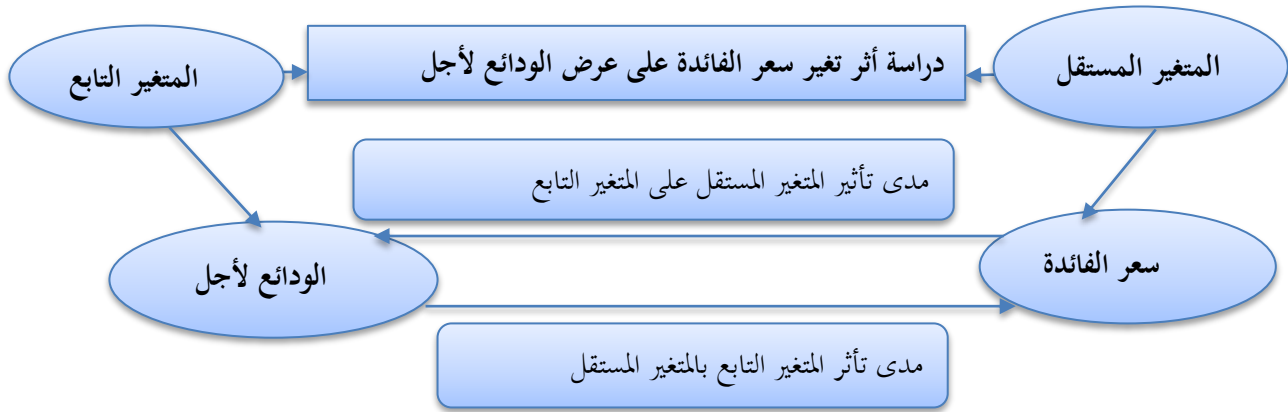 المتغير المستقل
دراسة أثر تغير سعر الفائدة على عرض الودائع لأجل
المتغير التابع
مدى تأثير المتغير المستقل على المتغير التابع
سعر الفائدة
الودائع لأجل
مدى تأثر المتغير التابع بالمتغير المستقل